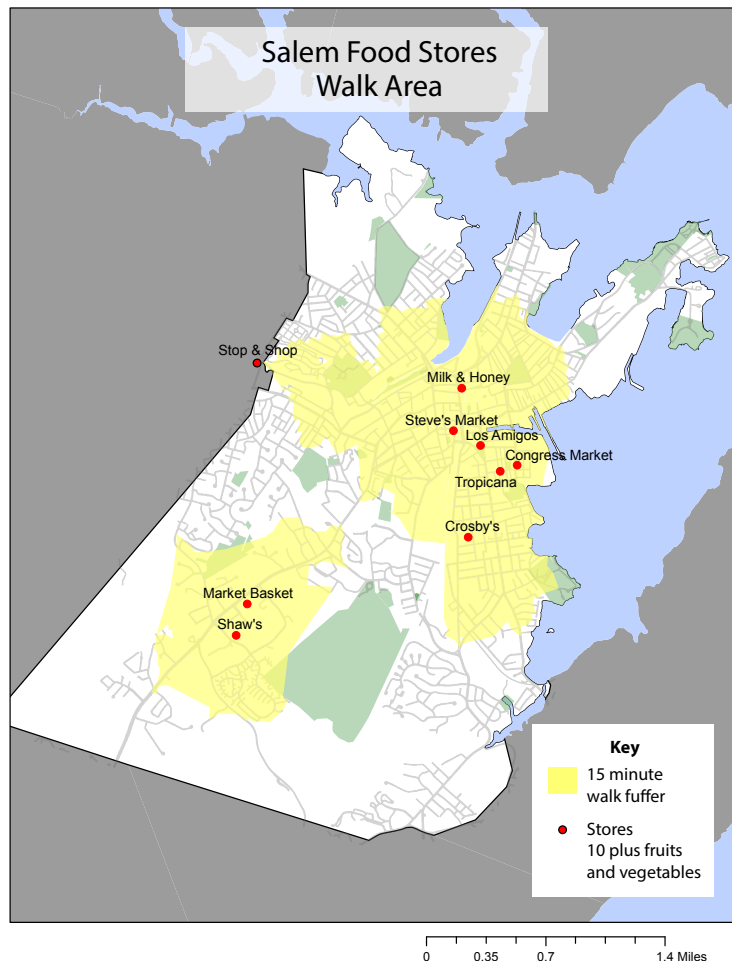 Salem Food Stores
Walk Area
Stop & Shop
Milk & Honey
Steve's Market
Los Amigos
Congress Market
Tropicana
Crosby's
Market Basket
Shaw's
Key
15 minute
walk fuffer
Stores
10 plus fruits
and vegetables
0 0.35 0.7 1.4 Miles